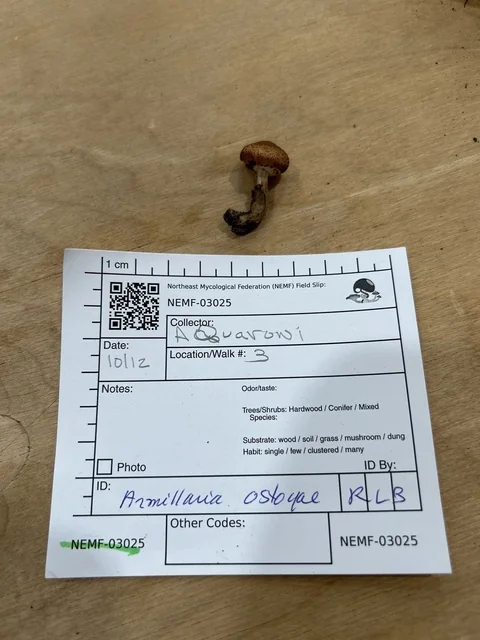 1 cm
Northeast Mycological Federation (NEMF) Field Slip:
NEMF-03025
Collector:
Date:
10/12
Location/Walk #: 3
Notes:
Odor/taste:
Trees/Shrubs: Hardwood / Conifer / Mixed
Species:
Substrate: wood / soil / grass / mushroom / dung
Habit: single / few / clustered / many
Photo
ID By:
ID: Armillaria ostoyae RLB
Other Codes:
NEMF-03025
NEMF-03025